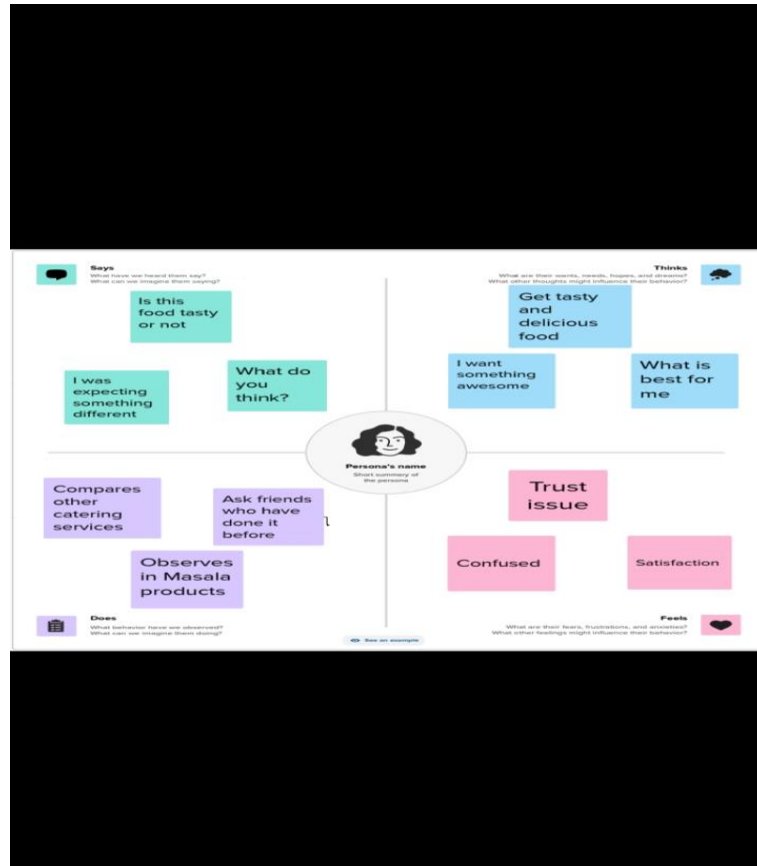 Says
What have we heard them say?
What can we imagine them saying?
Is this
food tasty
or not
I was
expecting
something
different
What do
you
think?
Thinks
What are their wants, needs, hopes, and dreams?
What other thoughts might influence their behavior?
Get tasty
and
delicious
food
I want
something
awesome
What is
best for
me
Persona's name
Short summary of
the persona
Compares
other
catering
services
Ask friends
who have
done it
before
Observes
in Masala
products
Does
What behavior have we observed?
What can we imagine them doing?
Trust
issue
Confused
Satisfaction
Feels
What are their fears, frustrations, and anxieties?
What other feelings might influence their behavior?
See an example